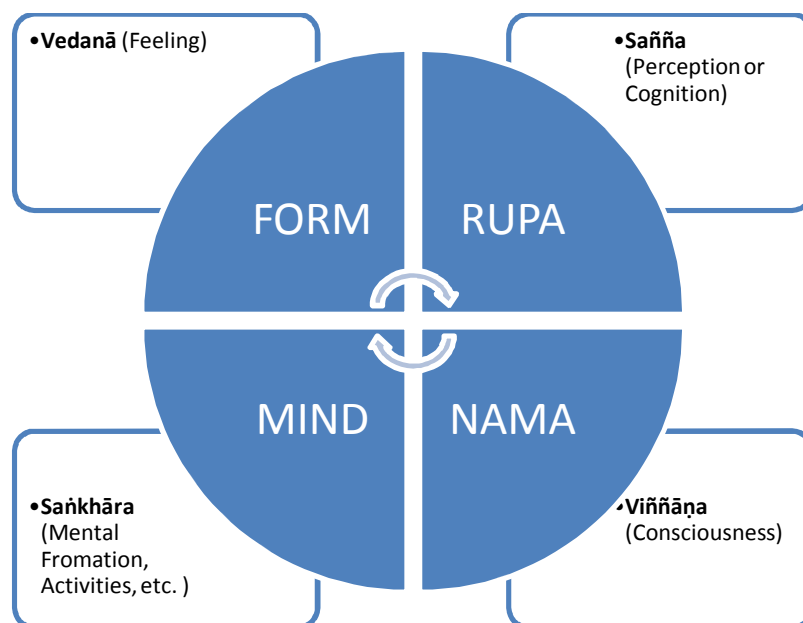 •Vedanā (Feeling)
•Sañña
(Perception or
Cognition)
FORM
RUPA
MIND
NAMA
•Saṅkhāra
(Mental
Fromation,
Activities, etc. )
•Viññāṇa
(Consciousness)